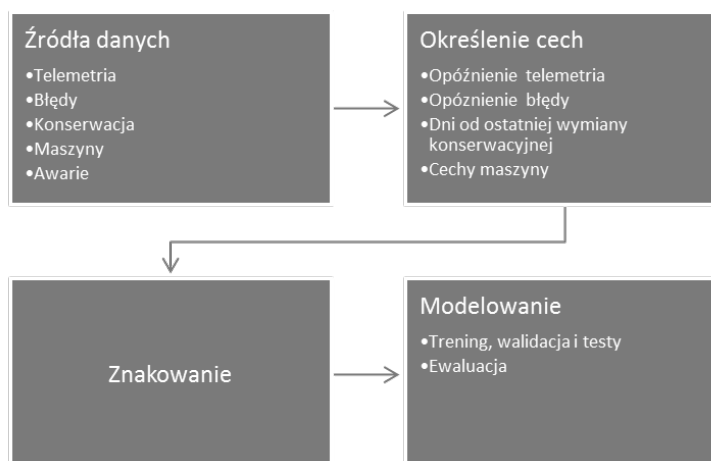 Źródła danych
•Telemetria
•Błędy
•Konserwacja
•Maszyny
•Awarie
Określenie cech
•Opóźnienie telemetria
•Opóznienie błędy
•Dni od ostatniej wymiany
konserwacyjnej
•Cechy maszyny
Znakowanie
Modelowanie
•Trening, walidacja i testy
•Ewaluacja